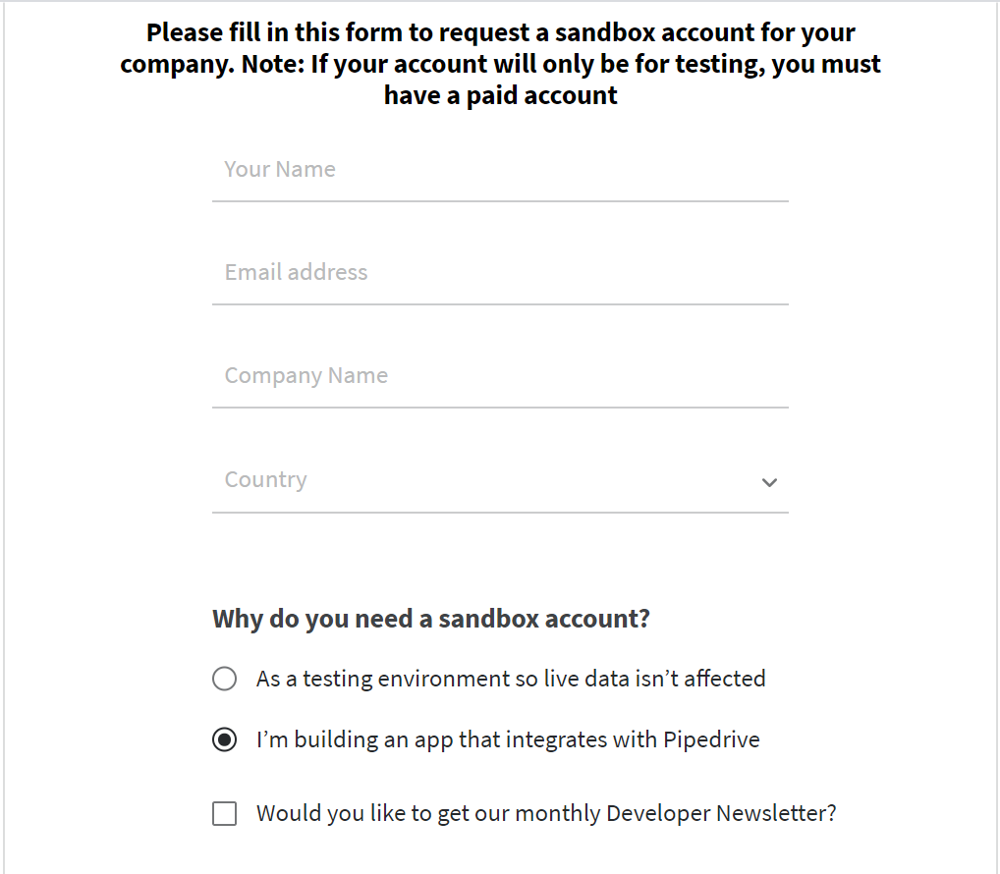 Please fill in this form to request a sandbox account for your
company. Note: If your account will only be for testing, you must
have a paid account
Your Name
Email address
Company Name
Country
Why do you need a sandbox account?
As a testing environment so live data isn’t affected
I’m building an app that integrates with Pipedrive
Would you like to get our monthly Developer Newsletter?